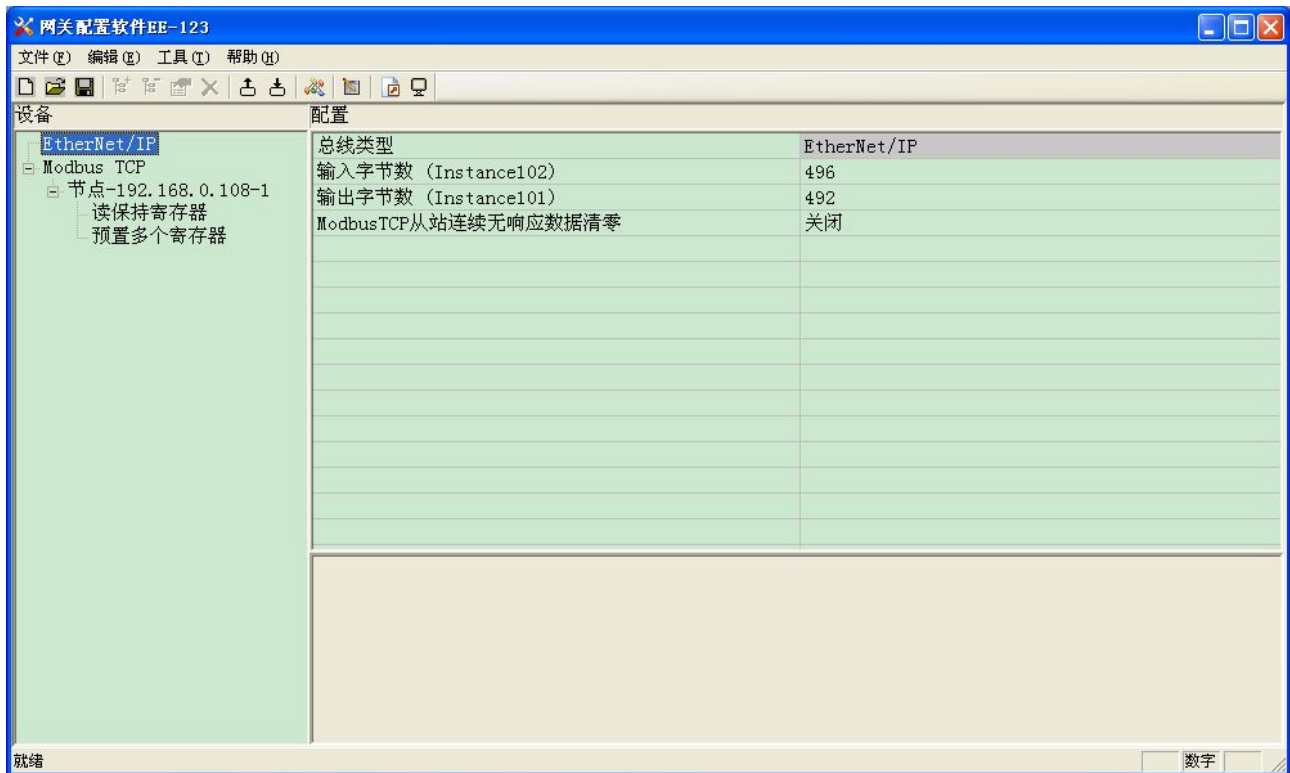 网关配置软件EE-123
文件(F) 编辑(E) 工具(T) 帮助(H)
设备
配置
EtherNet/IP
Modbus TCP
节点-192.168.0.108-1
读保持寄存器
预置多个寄存器
总线类型 EtherNet/IP
输入字节数 (Instance102) 496
输出字节数 (Instance101) 492
ModbusTCP从站连续无响应数据清零 关闭
就绪
数字